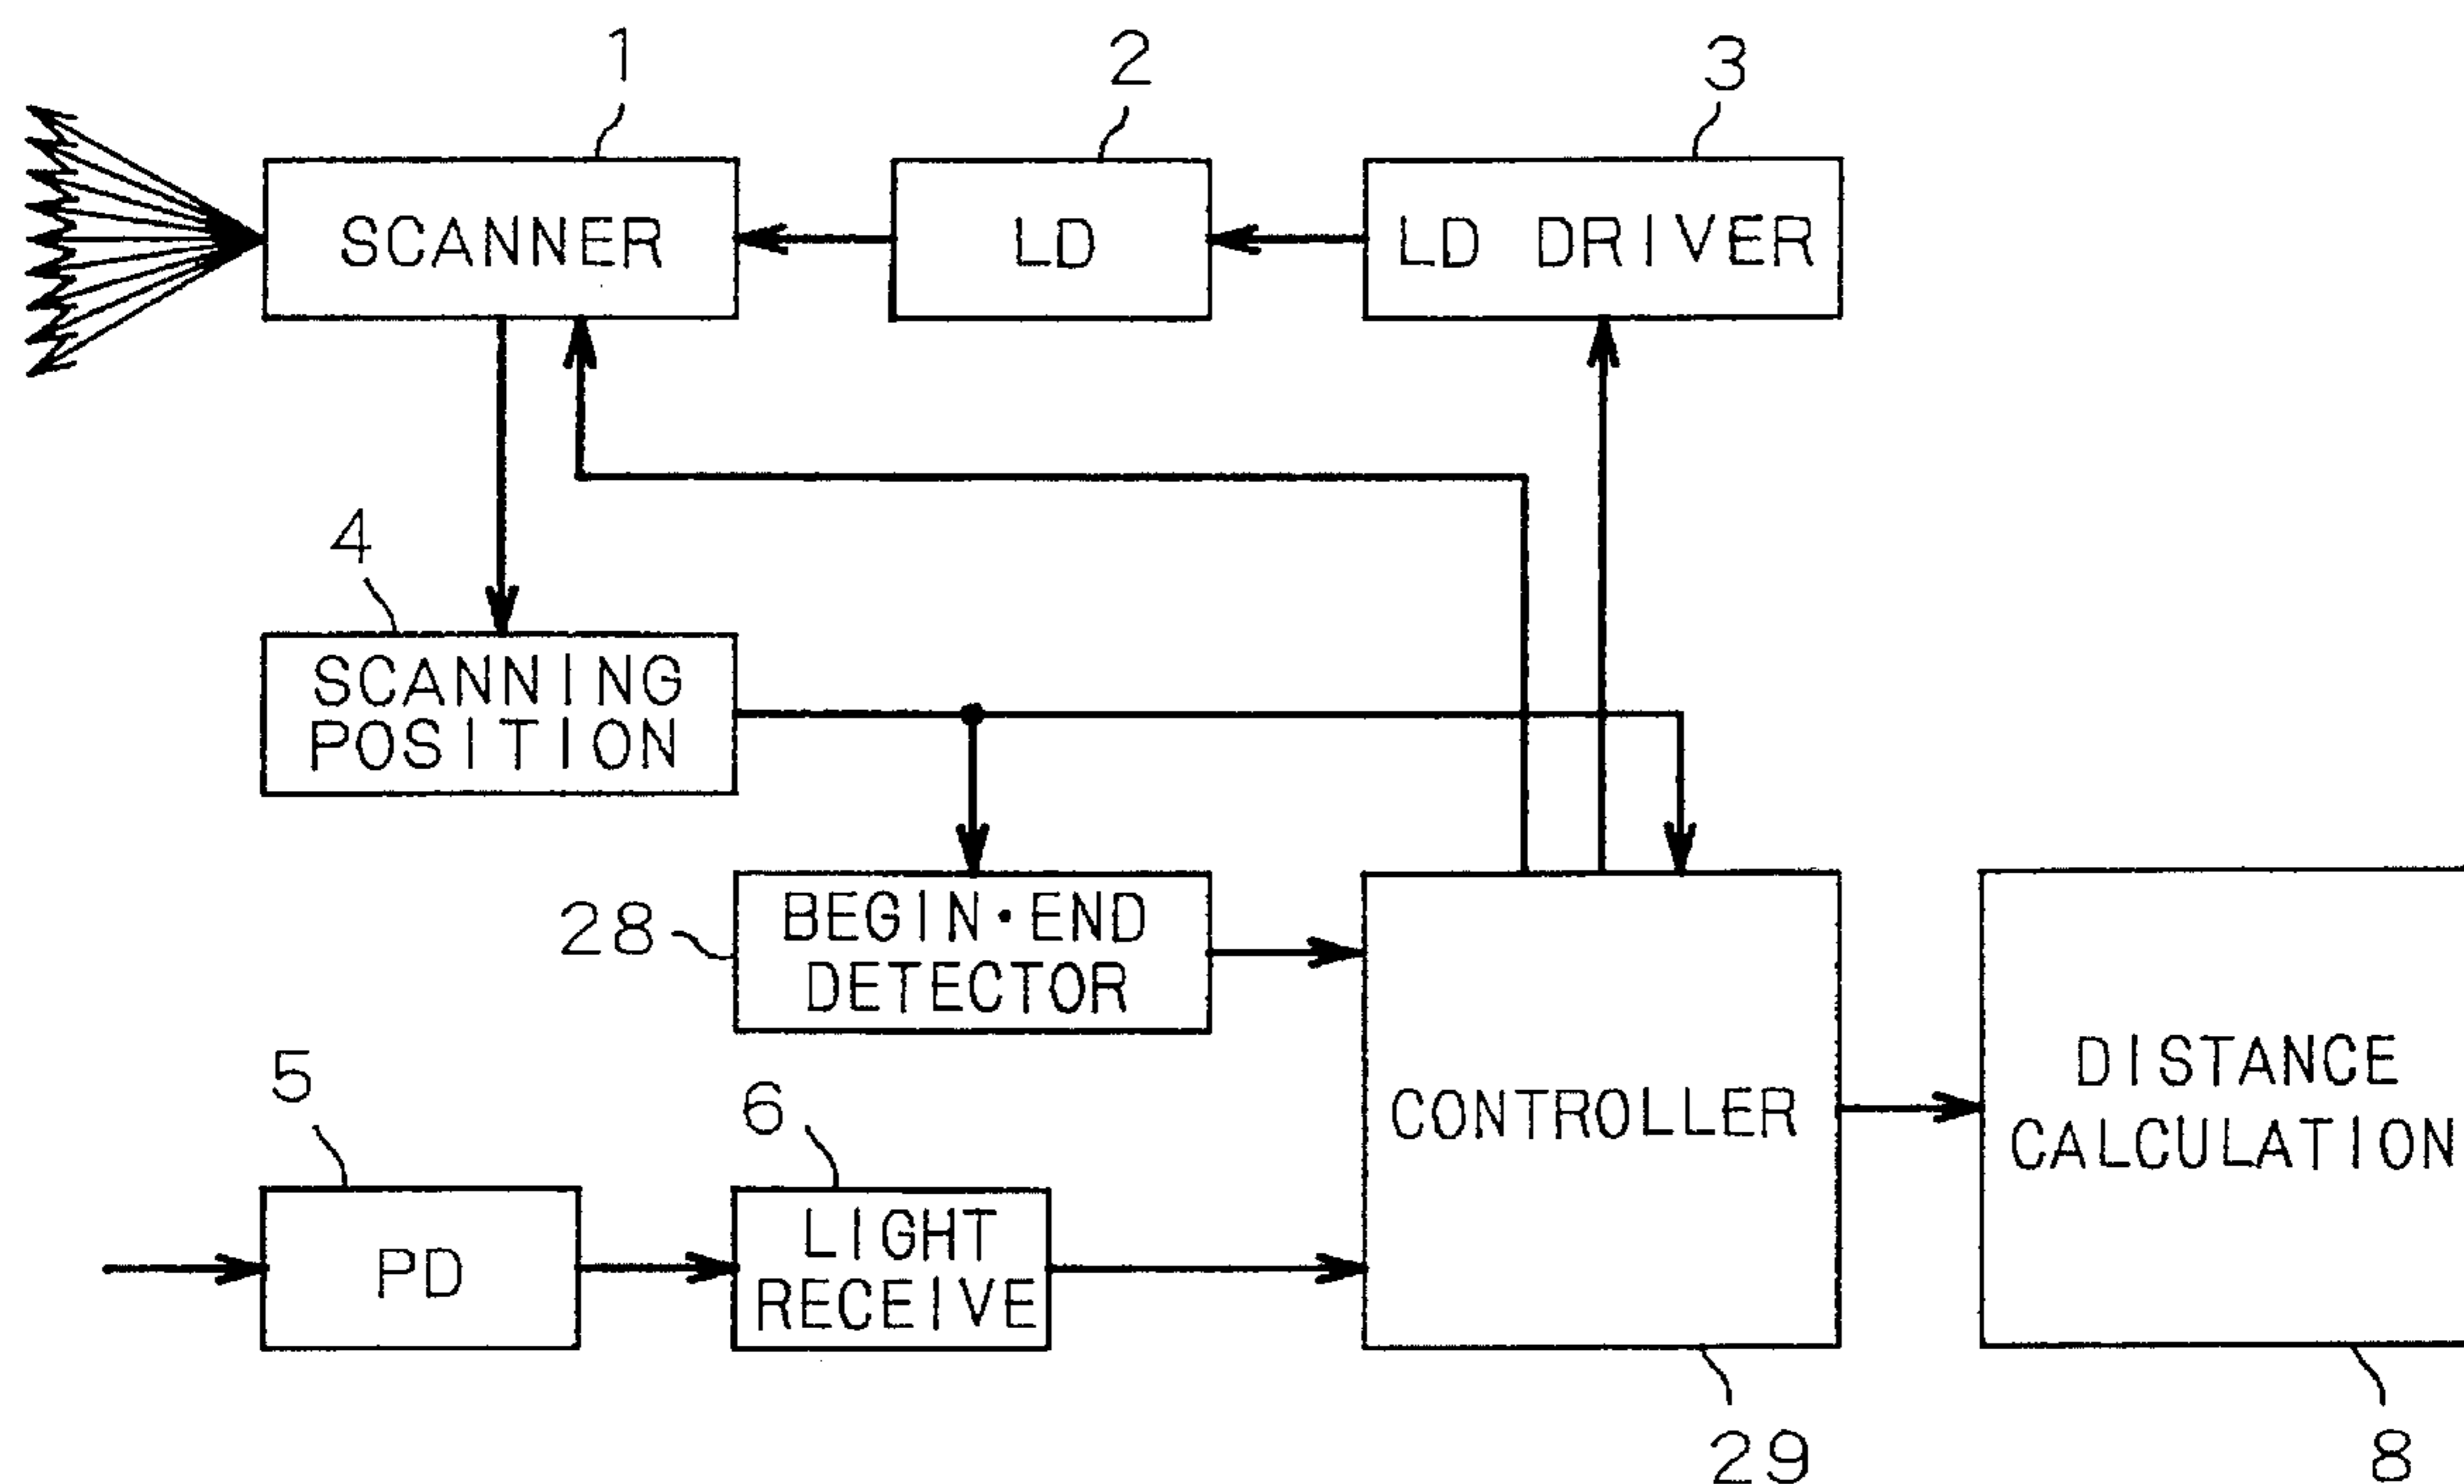 1
2
3
SCANNER
LD
LD DRIVER
4
SCANNING
POSITION
28
BEGIN·END
DETECTOR
5
6
PD
LIGHT
RECEIVE
CONTROLLER
DISTANCE
CALCULATION
29
8